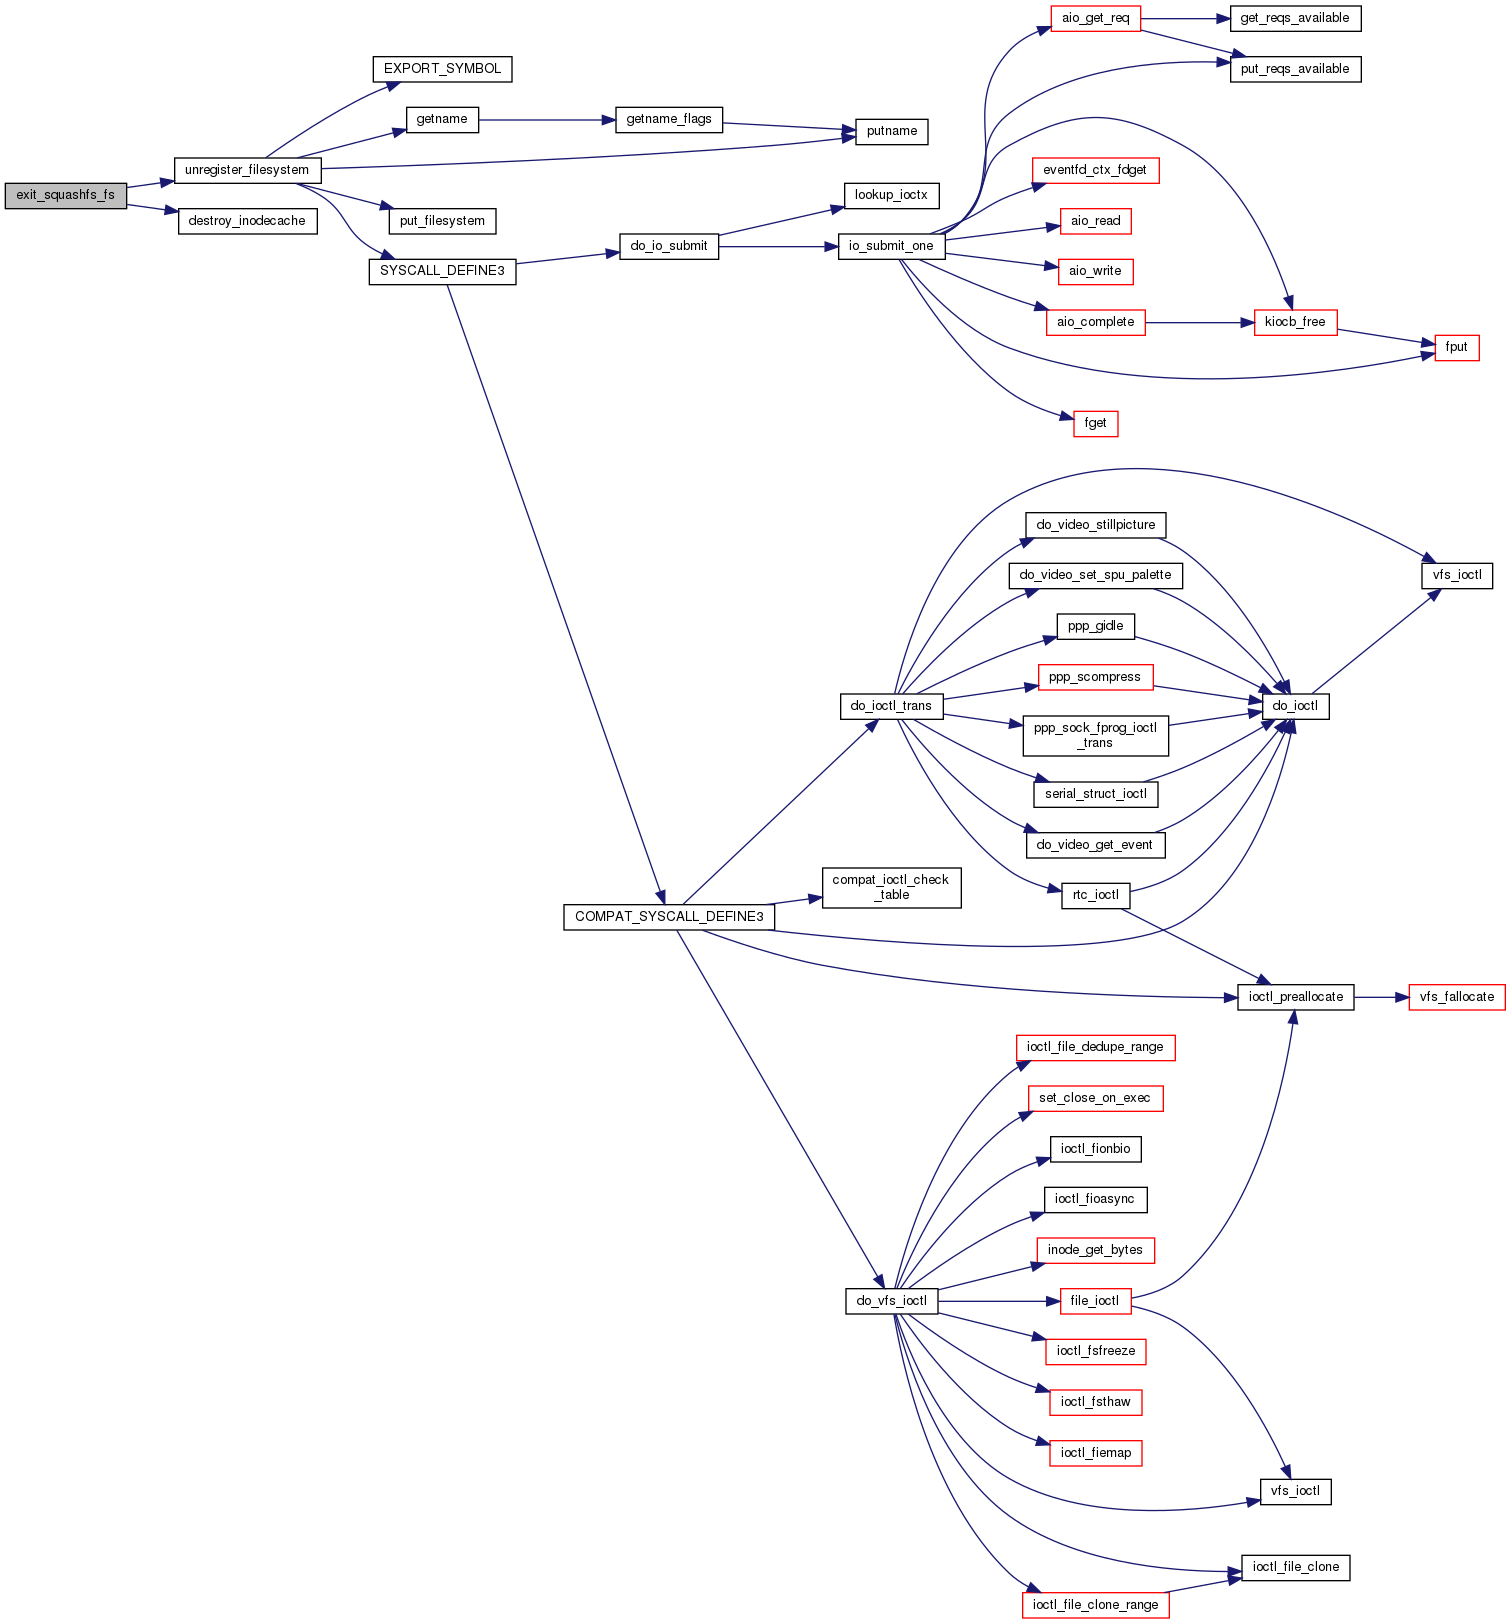 aio_get_req
get_reqs_available
EXPORT_SYMBOL
put_reqs_available
getname
getname_flags
putname
unregister_filesystem
eventfd_ctx_fdget
exit_squashfs_fs
lookup_ioctx
destroy_inodecache
put_filesystem
aio_read
do_io_submit
io_submit_one
SYSCALL_DEFINE3
aio_write
aio_complete
kiocb_free
fput
fget
do_video_stillpicture
do_video_set_spu_palette
vfs_ioctl
ppp_gidle
ppp_scompress
do_ioctl_trans
do_ioctl
ppp_sock_fprog_ioctl
_trans
serial_struct_ioctl
do_video_get_event
compat_ioctl_check
_table
rtc_ioctl
COMPAT_SYSCALL_DEFINE3
ioctl_preallocate
vfs_fallocate
ioctl_file_dedupe_range
set_close_on_exec
ioctl_fionbio
ioctl_fioasync
inode_get_bytes
do_vfs_ioctl
file_ioctl
ioctl_fsfreeze
ioctl_fsthaw
ioctl_fiemap
vfs_ioctl
ioctl_file_clone
ioctl_file_clone_range